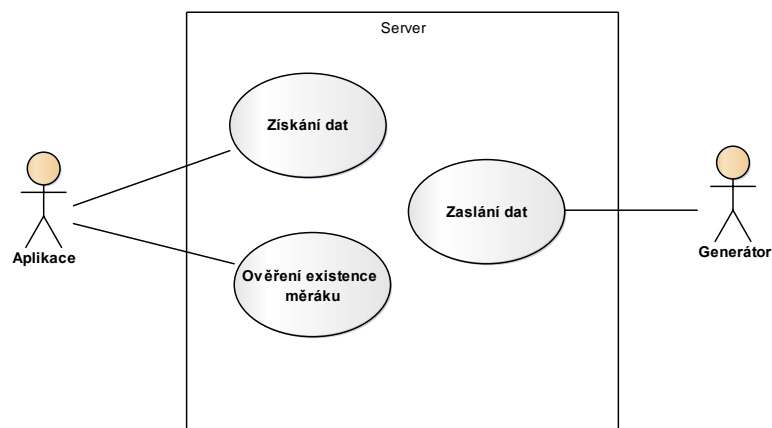 Server
Získání dat
Zaslání dat
Aplikace
Generátor
Ověření existence
měráku